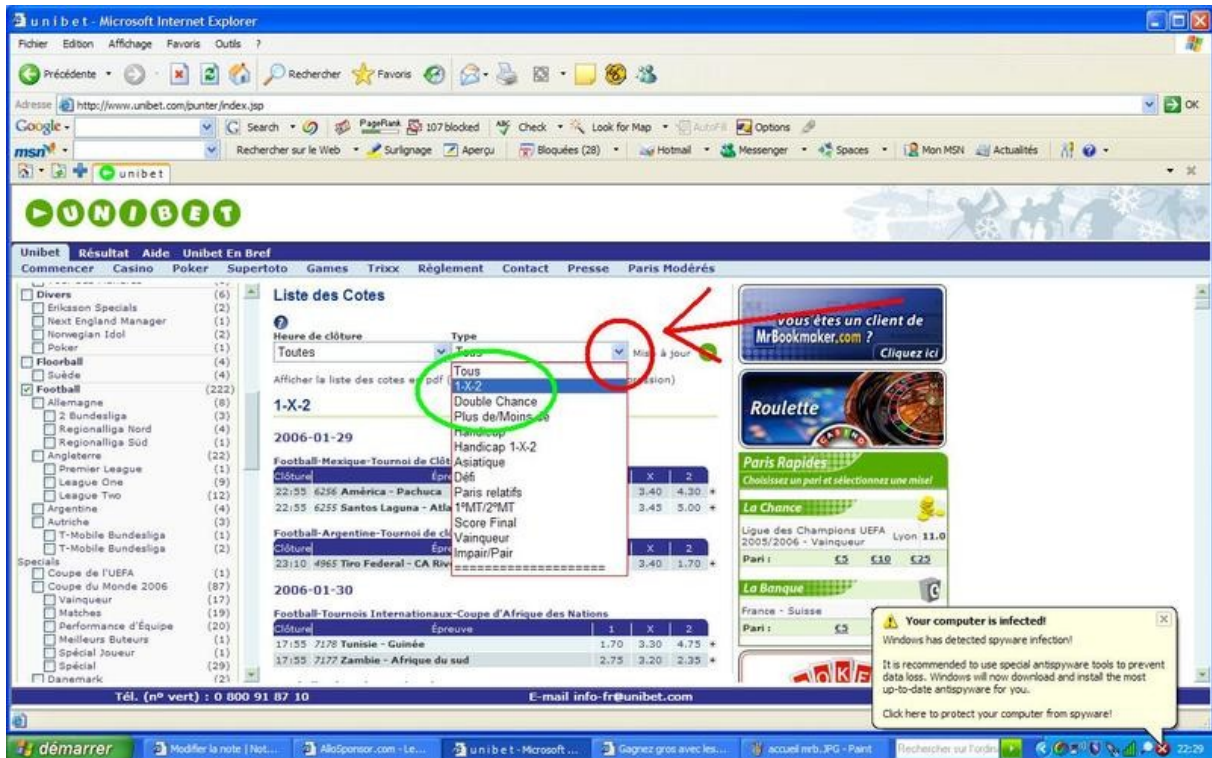 u n i b e t - Microsoft Internet Explorer
Fichier Edition Affichage Favoris Outils ?
Précédente Rechercher Favoris
Adresse http://www.unibet.com/punter/index.jsp OK
Google Search PageRank 107 blocked Check Look for Map AutoFill Options
msn Rechercher sur le Web Surlignage Aperçu Bloquées (28) Hotmail Messenger Spaces Mon MSN Actualités
unibet
UNIBET
Unibet Résultat Aide Unibet En Bref
Commencer Casino Poker Supertoto Games Trixx Règlement Contact Presse Paris Modérés
Divers (6)
Eriksson Specials (2)
Next England Manager (1)
Norwegian Idol (2)
Poker (1)
Floorball (4)
Suède (4)
Football (222)
Allemagne (8)
2 Bundesliga (3)
Regionalliga Nord (4)
Regionalliga Süd (1)
Angleterre (22)
Premier League (1)
League One (9)
League Two (12)
Argentine (4)
Autriche (3)
T-Mobile Bundesliga (1)
T-Mobile Bundesliga (2)
Specials
Coupe de l'UEFA (1)
Coupe du Monde 2006 (87)
Vainqueur (17)
Matches (19)
Performance d'Équipe (20)
Meilleurs Buteurs (1)
Spécial Joueur (1)
Spécial (29)
Danemark (2)
Liste des Cotes
Heure de clôture Type
Toutes Tous Mise à jour
Afficher la liste des cotes en pdf
1-X-2
Tous
1-X-2
Double Chance
Plus de/Moins de
Handicap
Handicap 1-X-2
Asiatique
Défi
Paris relatifs
1ºMT/2ºMT
Score Final
Vainqueur
Impair/Pair
====================
2006-01-29
Football-Mexique-Tournoi de
Clôture X 2
22:55 6256 América - Pachuca 3.40 4.30 +
22:55 6255 Santos Laguna - 3.45 5.00 +
Football-Argentine-Tournoi de
Clôture X 2
23:10 4965 Tiro Federal - CA 3.40 1.70 +
2006-01-30
Football-Tournois Internationaux-Coupe d'Afrique des Nations
Clôture Épreuve 1 X 2
17:55 7178 Tunisie - Guinée 1.70 3.30 4.75 +
17:55 7177 Zambie - Afrique du sud 2.75 3.20 2.35 +
Vous êtes un client de
MrBookmaker.com ?
Cliquez ici
Roulette
CASINO
Paris Rapides
Choisissez un pari et sélectionnez une mise!
La Chance
Ligue des Champions UEFA
2005/2006 - Vainqueur Lyon 11.0
Pari : €5 €10 €25
La Banque
France - Suisse
Pari : €5
Your computer is infected!
Windows has detected spyware infection!
It is recommended to use special antispyware tools to prevent
data loss. Windows will now download and install the most
up-to-date antispyware for you.
Click here to protect your computer from spyware!
Tél. (nº vert) : 0 800 91 87 10 E-mail info-fr@unibet.com
démarrer Modifier la note | Not... AlloSponsor.com - Le... u n i b e t - Microsoft ... Gagnez gros avec les... accueil mrb.JPG - Paint Rechercher sur l'ordin 22:29